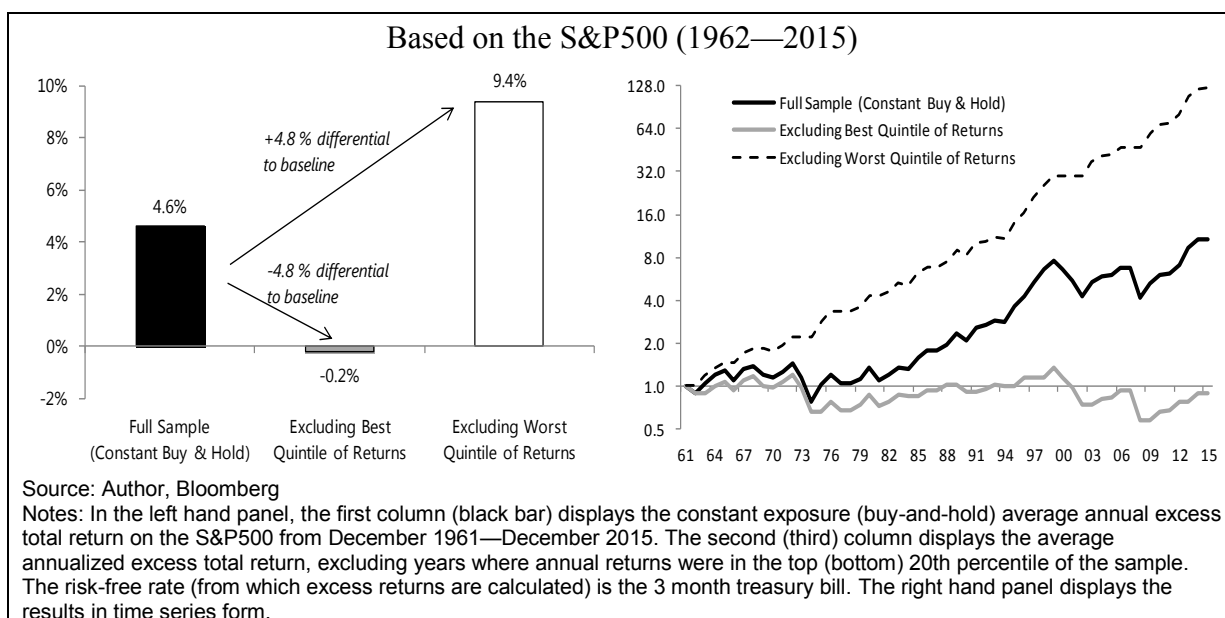 Based on the S&P500 (1962—2015)
10%
8%
6%
4%
2%
0%
-2%
9.4%
+4.8 % differential
to baseline
4.6%
-4.8 % differential
to baseline
-0.2%
Full Sample
(Constant Buy & Hold)
Excluding Best
Quintile of Returns
Excluding Worst
Quintile of Returns
128.0
64.0
32.0
16.0
8.0
4.0
2.0
1.0
0.5
Full Sample (Constant Buy & Hold)
Excluding Best Quintile of Returns
Excluding Worst Quintile of Returns
61 64 67 70 73 76 79 82 85 88 91 94 97 00 03 06 09 12 15
Source: Author, Bloomberg
Notes: In the left hand panel, the first column (black bar) displays the constant exposure (buy-and-hold) average annual excess
total return on the S&P500 from December 1961—December 2015. The second (third) column displays the average
annualized excess total return, excluding years where annual returns were in the top (bottom) 20th percentile of the sample.
The risk-free rate (from which excess returns are calculated) is the 3 month treasury bill. The right hand panel displays the
results in time series form.